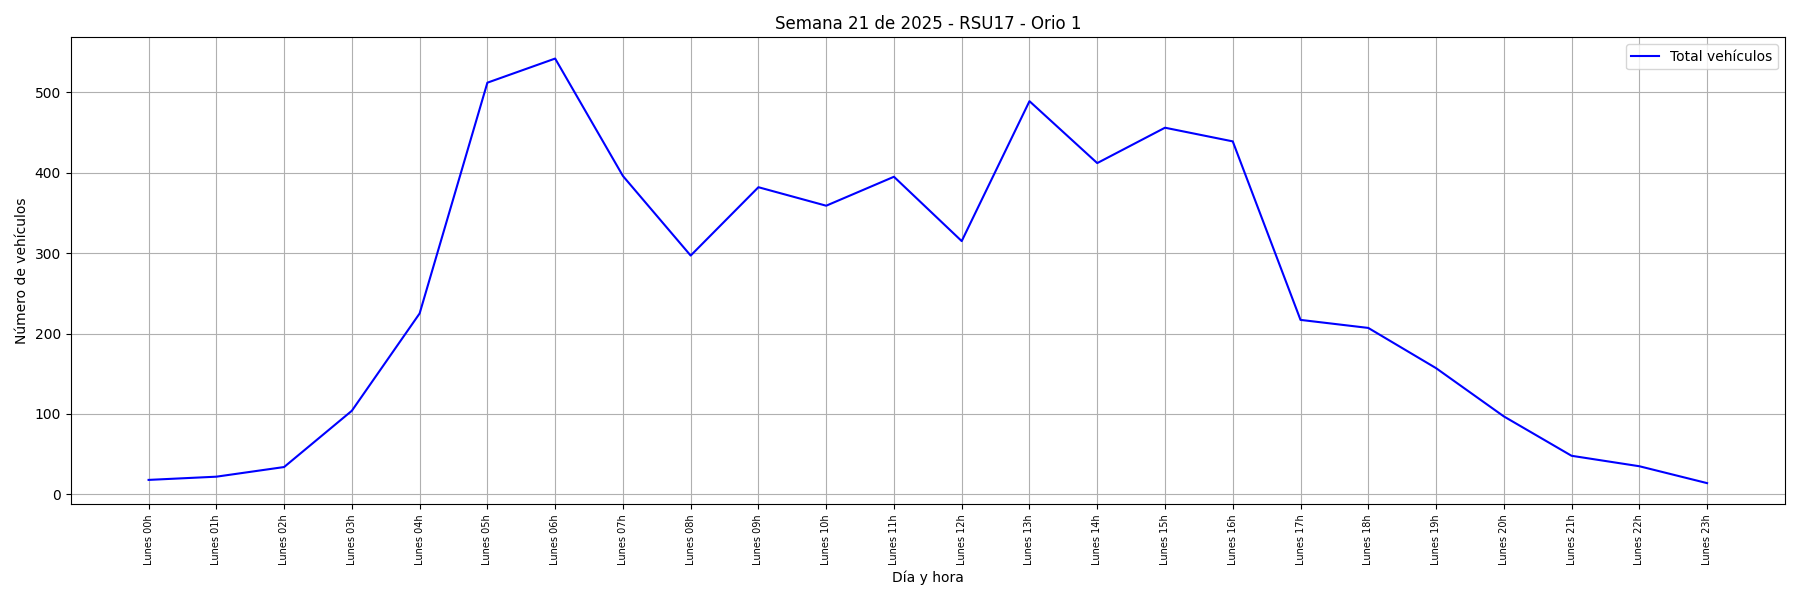 Semana 21 de 2025 - RSU17 - Orio 1
Total vehículos
Número de vehículos
500
400
300
200
100
0
Lunes 00h
Lunes 01h
Lunes 02h
Lunes 03h
Lunes 04h
Lunes 05h
Lunes 06h
Lunes 07h
Lunes 08h
Lunes 09h
Lunes 10h
Lunes 11h
Lunes 12h
Lunes 13h
Lunes 14h
Lunes 15h
Lunes 16h
Lunes 17h
Lunes 18h
Lunes 19h
Lunes 20h
Lunes 21h
Lunes 22h
Lunes 23h
Día y hora